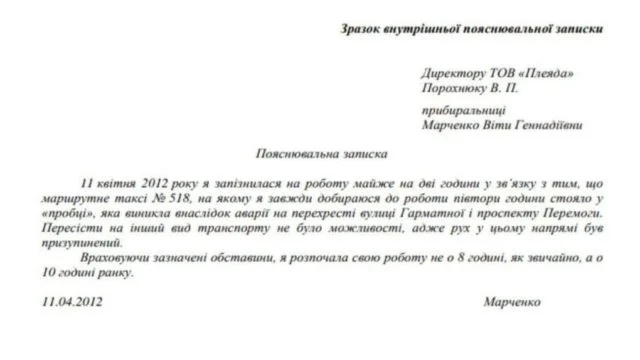 Зразок внутрішньої пояснювальної записки
Директору ТОВ «Плеяда»
Порохнюку В. П.
прибиральниці
Марченко Віти Геннадіївни
Пояснювальна записка
11 квітня 2012 року я запізнилася на роботу майже на дві години у зв'язку з тим, що
маршрутне таксі № 518, на якому я завжди добираюся до роботи півтори години стояло у
«пробці», яка виникла внаслідок аварії на перехресті вулиці Гарматної і проспекту Перемоги.
Пересісти на інший вид транспорту не було можливості, адже рух у цьому напрямі був
призупинений.
Враховуючи зазначені обставини, я розпочала свою роботу не о 8 годині, як звичайно, а о
10 годині ранку.
11.04.2012 Марченко